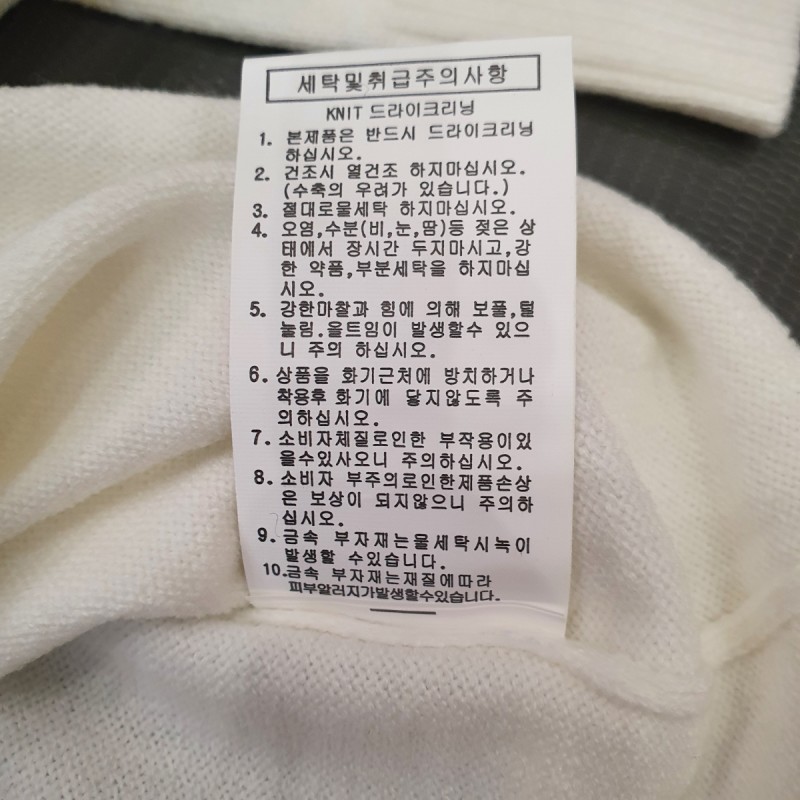 세탁및취급주의사항
KNIT 드라이크리닝
1. 본제품은 반드시 드라이크리닝
하십시오.
2. 건조시 열건조 하지마십시오.
(수축의 우려가 있습니다.)
3. 절대로물세탁 하지마십시오.
4. 오염,수분(비,눈,땀)등 젖은 상
태에서 장시간 두지마시고,강
한 약품,부분세탁을 하지마십
시오.
5. 강한마찰과 힘에 의해 보풀,털
눌림.올트임이 발생할수 있으
니 주의 하십시오.
6. 상품을 화기근처에 방치하거나
착용후 화기에 닿지않도록 주
의하십시오.
7. 소비자체질로인한 부작용이있
을수있사오니 주의하십시오.
8. 소비자 부주의로인한제품손상
은 보상이 되지않으니 주의하
십시오.
9. 금속 부자재는물세탁시녹이
발생할 수있습니다.
10.금속 부자재는재질에따라
피부알러지가발생할수있습니다.